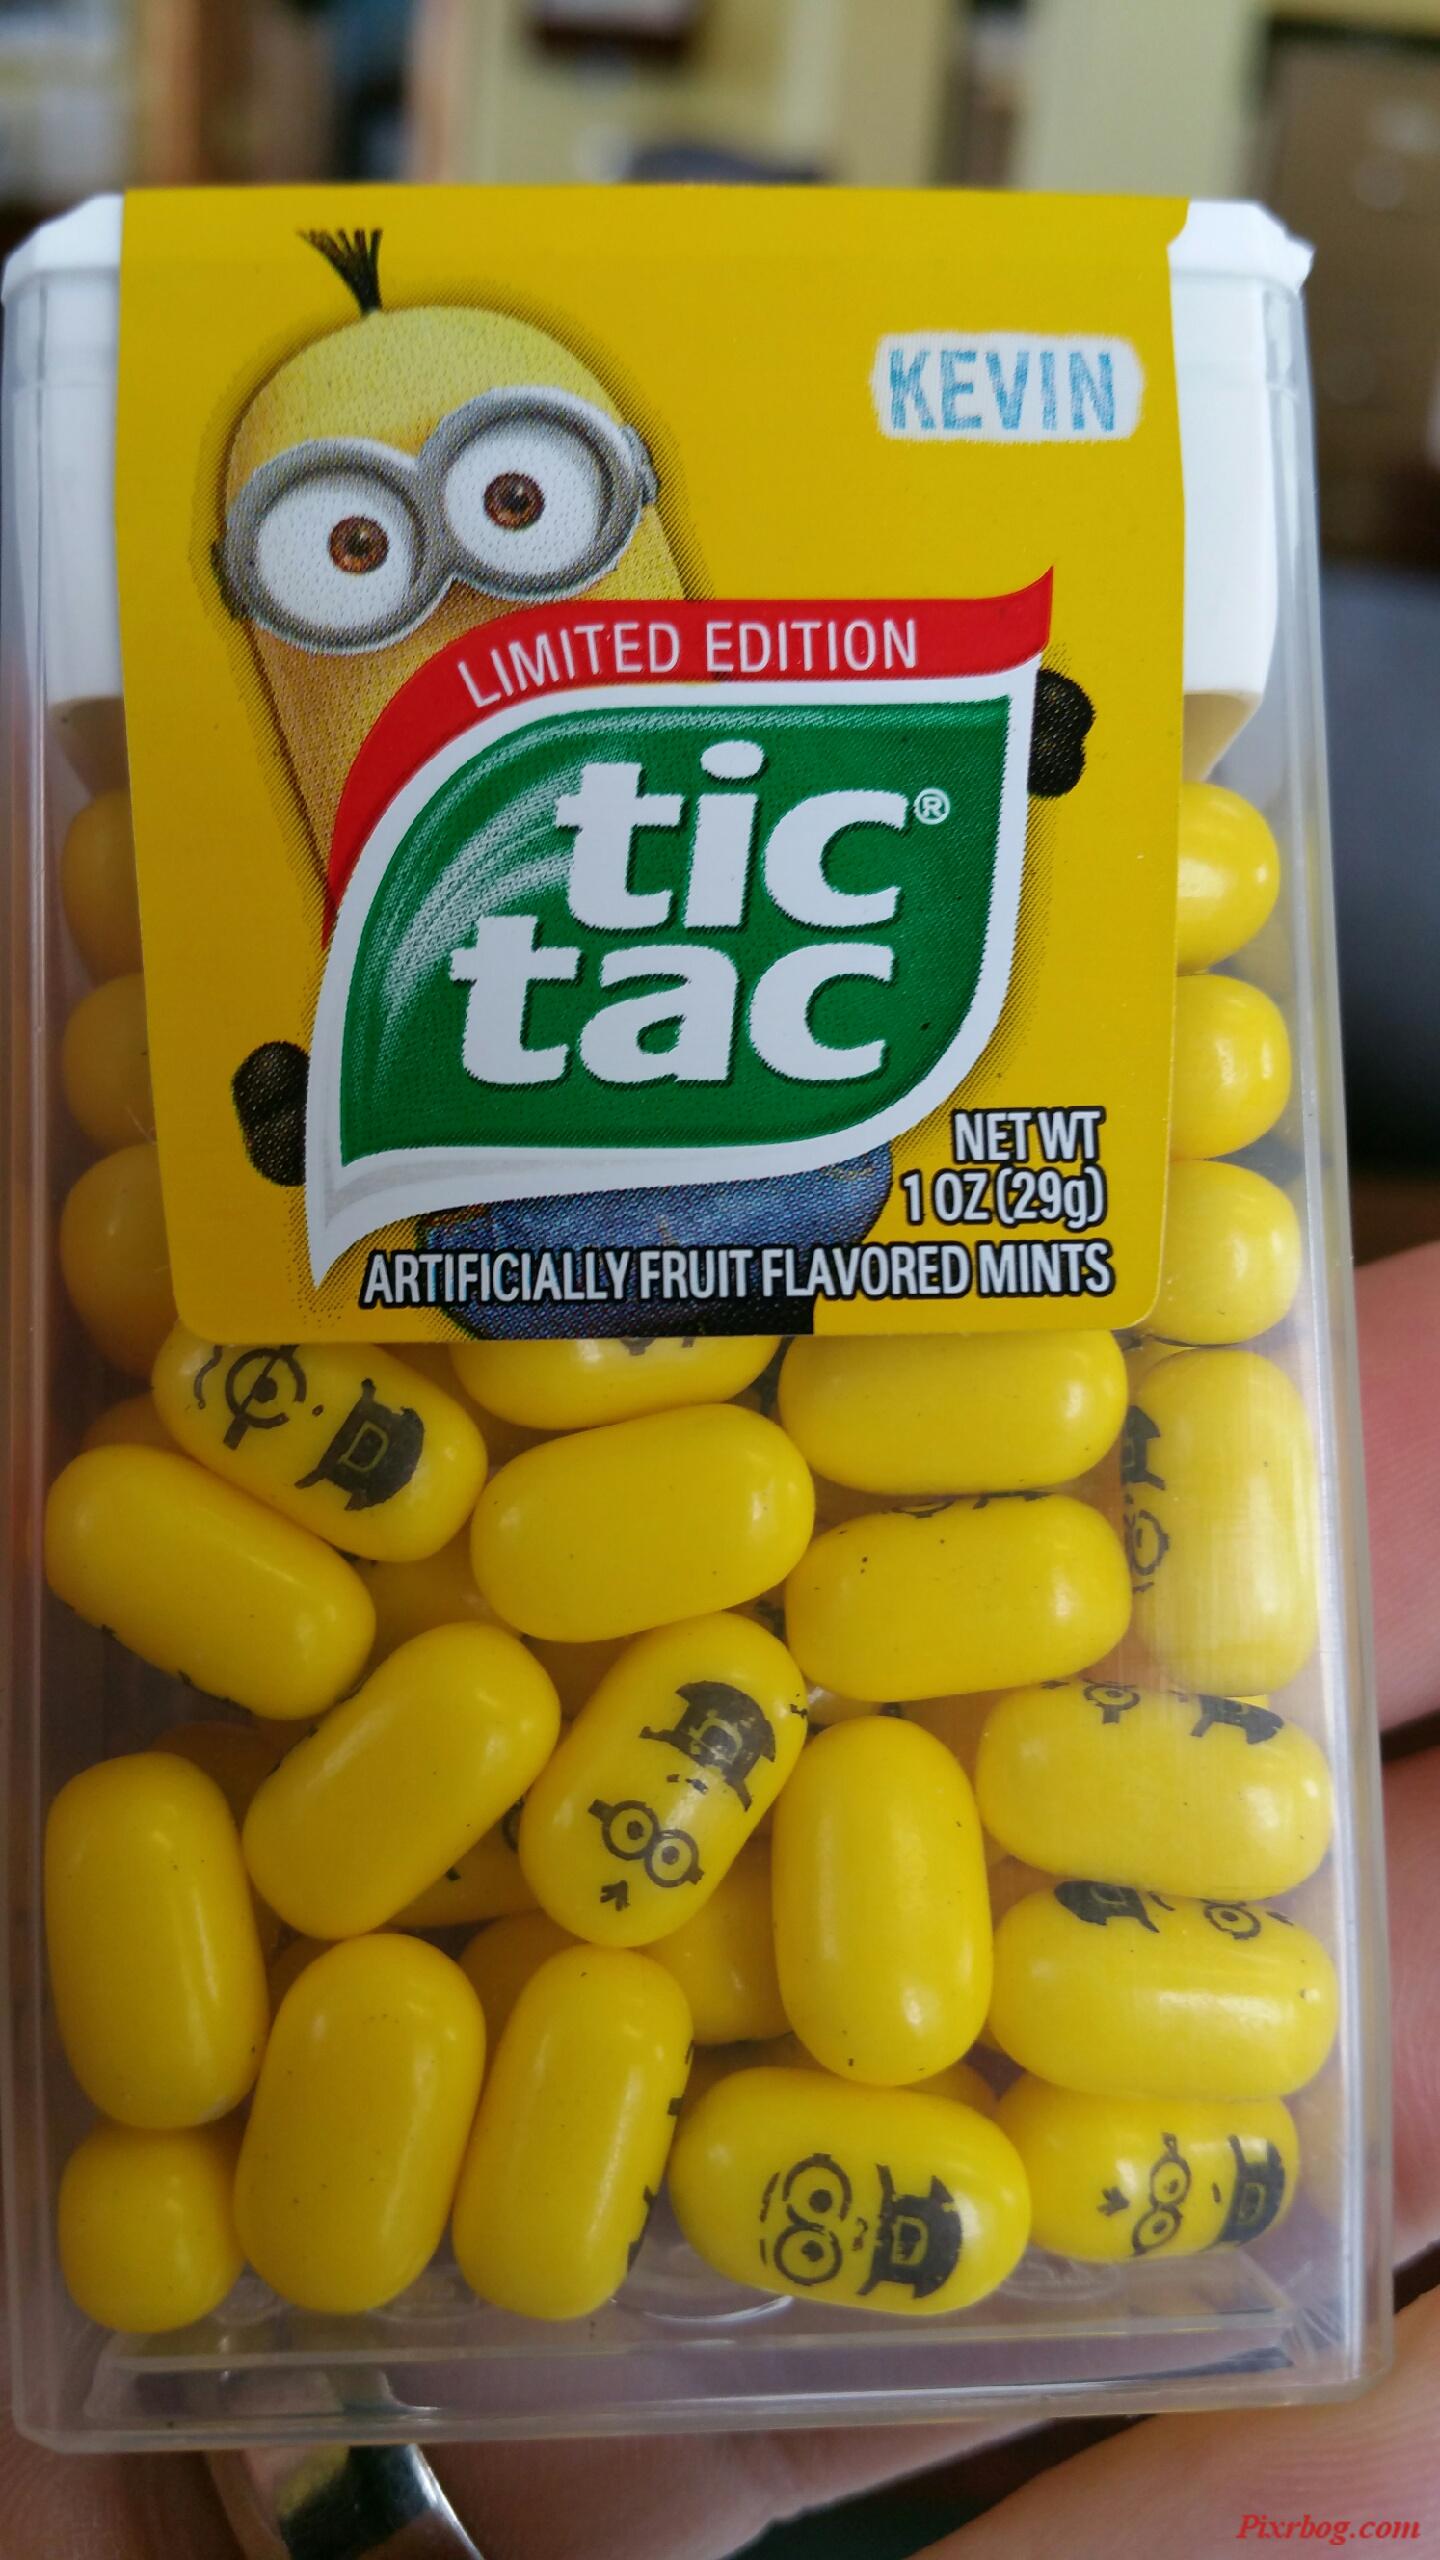 KEVIN
LIMITED EDITION
tic®
tac
NET WT
1 OZ (29g)
ARTIFICIALLY FRUIT FLAVORED MINTS
D
D
D
D
Pixrbog.com